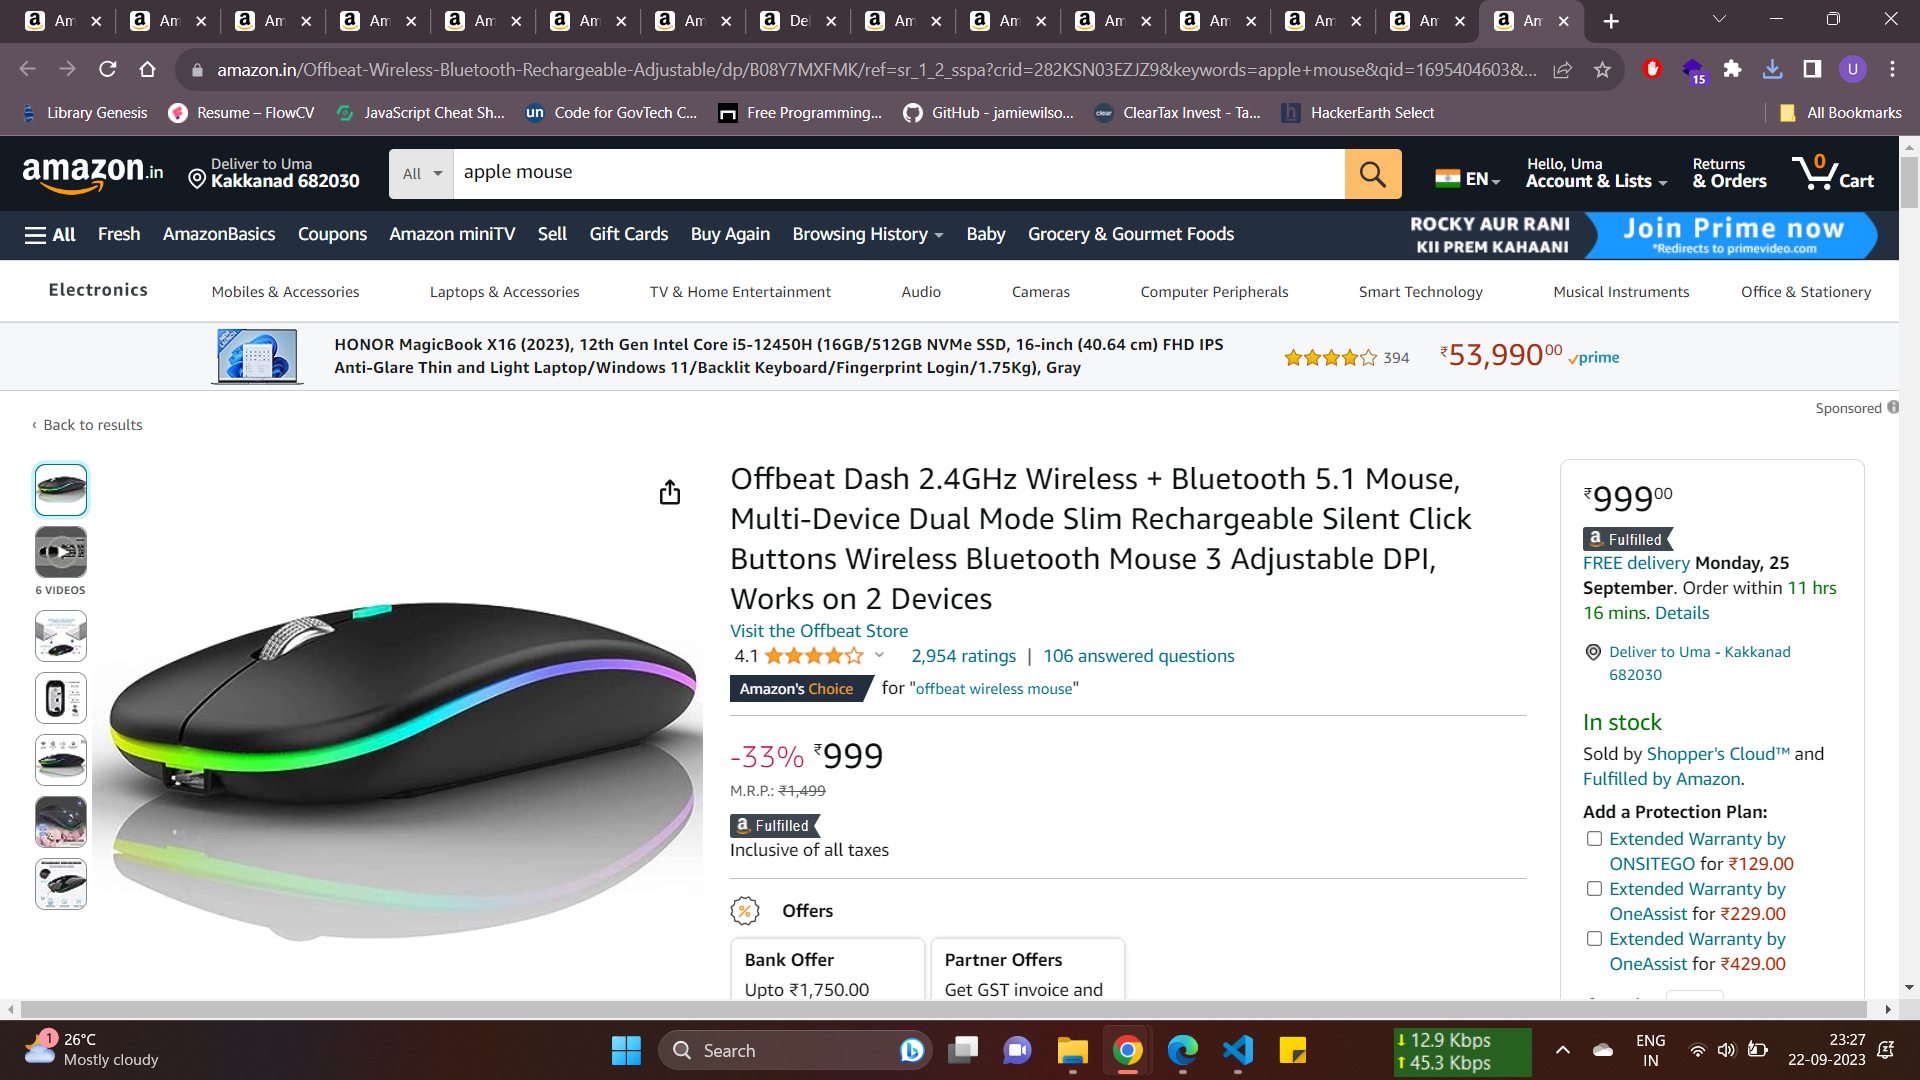 Am
Am
Am
Am
Am
Am
Am
Del
Am
Am
Am
Am
Am
Am
Am
amazon.in/Offbeat-Wireless-Bluetooth-Rechargeable-Adjustable/dp/B08Y7MXFMK/ref=sr_1_2_sspa?crid=282KSN03EZJZ9&keywords=apple+mouse&qid=1695404603&...
15
U
Library Genesis
Resume – FlowCV
JavaScript Cheat Sh...
un Code for GovTech C...
Free Programming...
GitHub - jamiewilso...
clear ClearTax Invest - Ta...
h HackerEarth Select
All Bookmarks
amazon.in
Deliver to Uma
Kakkanad 682030
All
apple mouse
EN
Hello, Uma
Account & Lists
Returns
& Orders
0
Cart
All
Fresh
AmazonBasics
Coupons
Amazon miniTV
Sell
Gift Cards
Buy Again
Browsing History
Baby
Grocery & Gourmet Foods
ROCKY AUR RANI
KII PREM KAHAANI
Join Prime now
*Redirects to primevideo.com
Electronics
Mobiles & Accessories
Laptops & Accessories
TV & Home Entertainment
Audio
Cameras
Computer Peripherals
Smart Technology
Musical Instruments
Office & Stationery
HONOR MagicBook X16 (2023), 12th Gen Intel Core i5-12450H (16GB/512GB NVMe SSD, 16-inch (40.64 cm) FHD IPS
Anti-Glare Thin and Light Laptop/Windows 11/Backlit Keyboard/Fingerprint Login/1.75Kg), Gray
394
₹53,99000
prime
Sponsored
‹ Back to results
6 VIDEOS
Offbeat Dash 2.4GHz Wireless + Bluetooth 5.1 Mouse,
Multi-Device Dual Mode Slim Rechargeable Silent Click
Buttons Wireless Bluetooth Mouse 3 Adjustable DPI,
Works on 2 Devices
Visit the Offbeat Store
4.1
2,954 ratings | 106 answered questions
Amazon's Choice for "offbeat wireless mouse"
-33% ₹999
M.R.P.: ₹1,499
a Fulfilled
Inclusive of all taxes
% Offers
Bank Offer
Upto ₹1,750.00
Partner Offers
Get GST invoice and
₹99900
a Fulfilled
FREE delivery Monday, 25
September. Order within 11 hrs
16 mins. Details
Deliver to Uma - Kakkanad
682030
In stock
Sold by Shopper's Cloud™ and
Fulfilled by Amazon.
Add a Protection Plan:
Extended Warranty by
ONSITEGO for ₹129.00
Extended Warranty by
OneAssist for ₹229.00
Extended Warranty by
OneAssist for ₹429.00
1
26°C
Mostly cloudy
Search
12.9 Kbps
45.3 Kbps
ENG
IN
23:27
22-09-2023